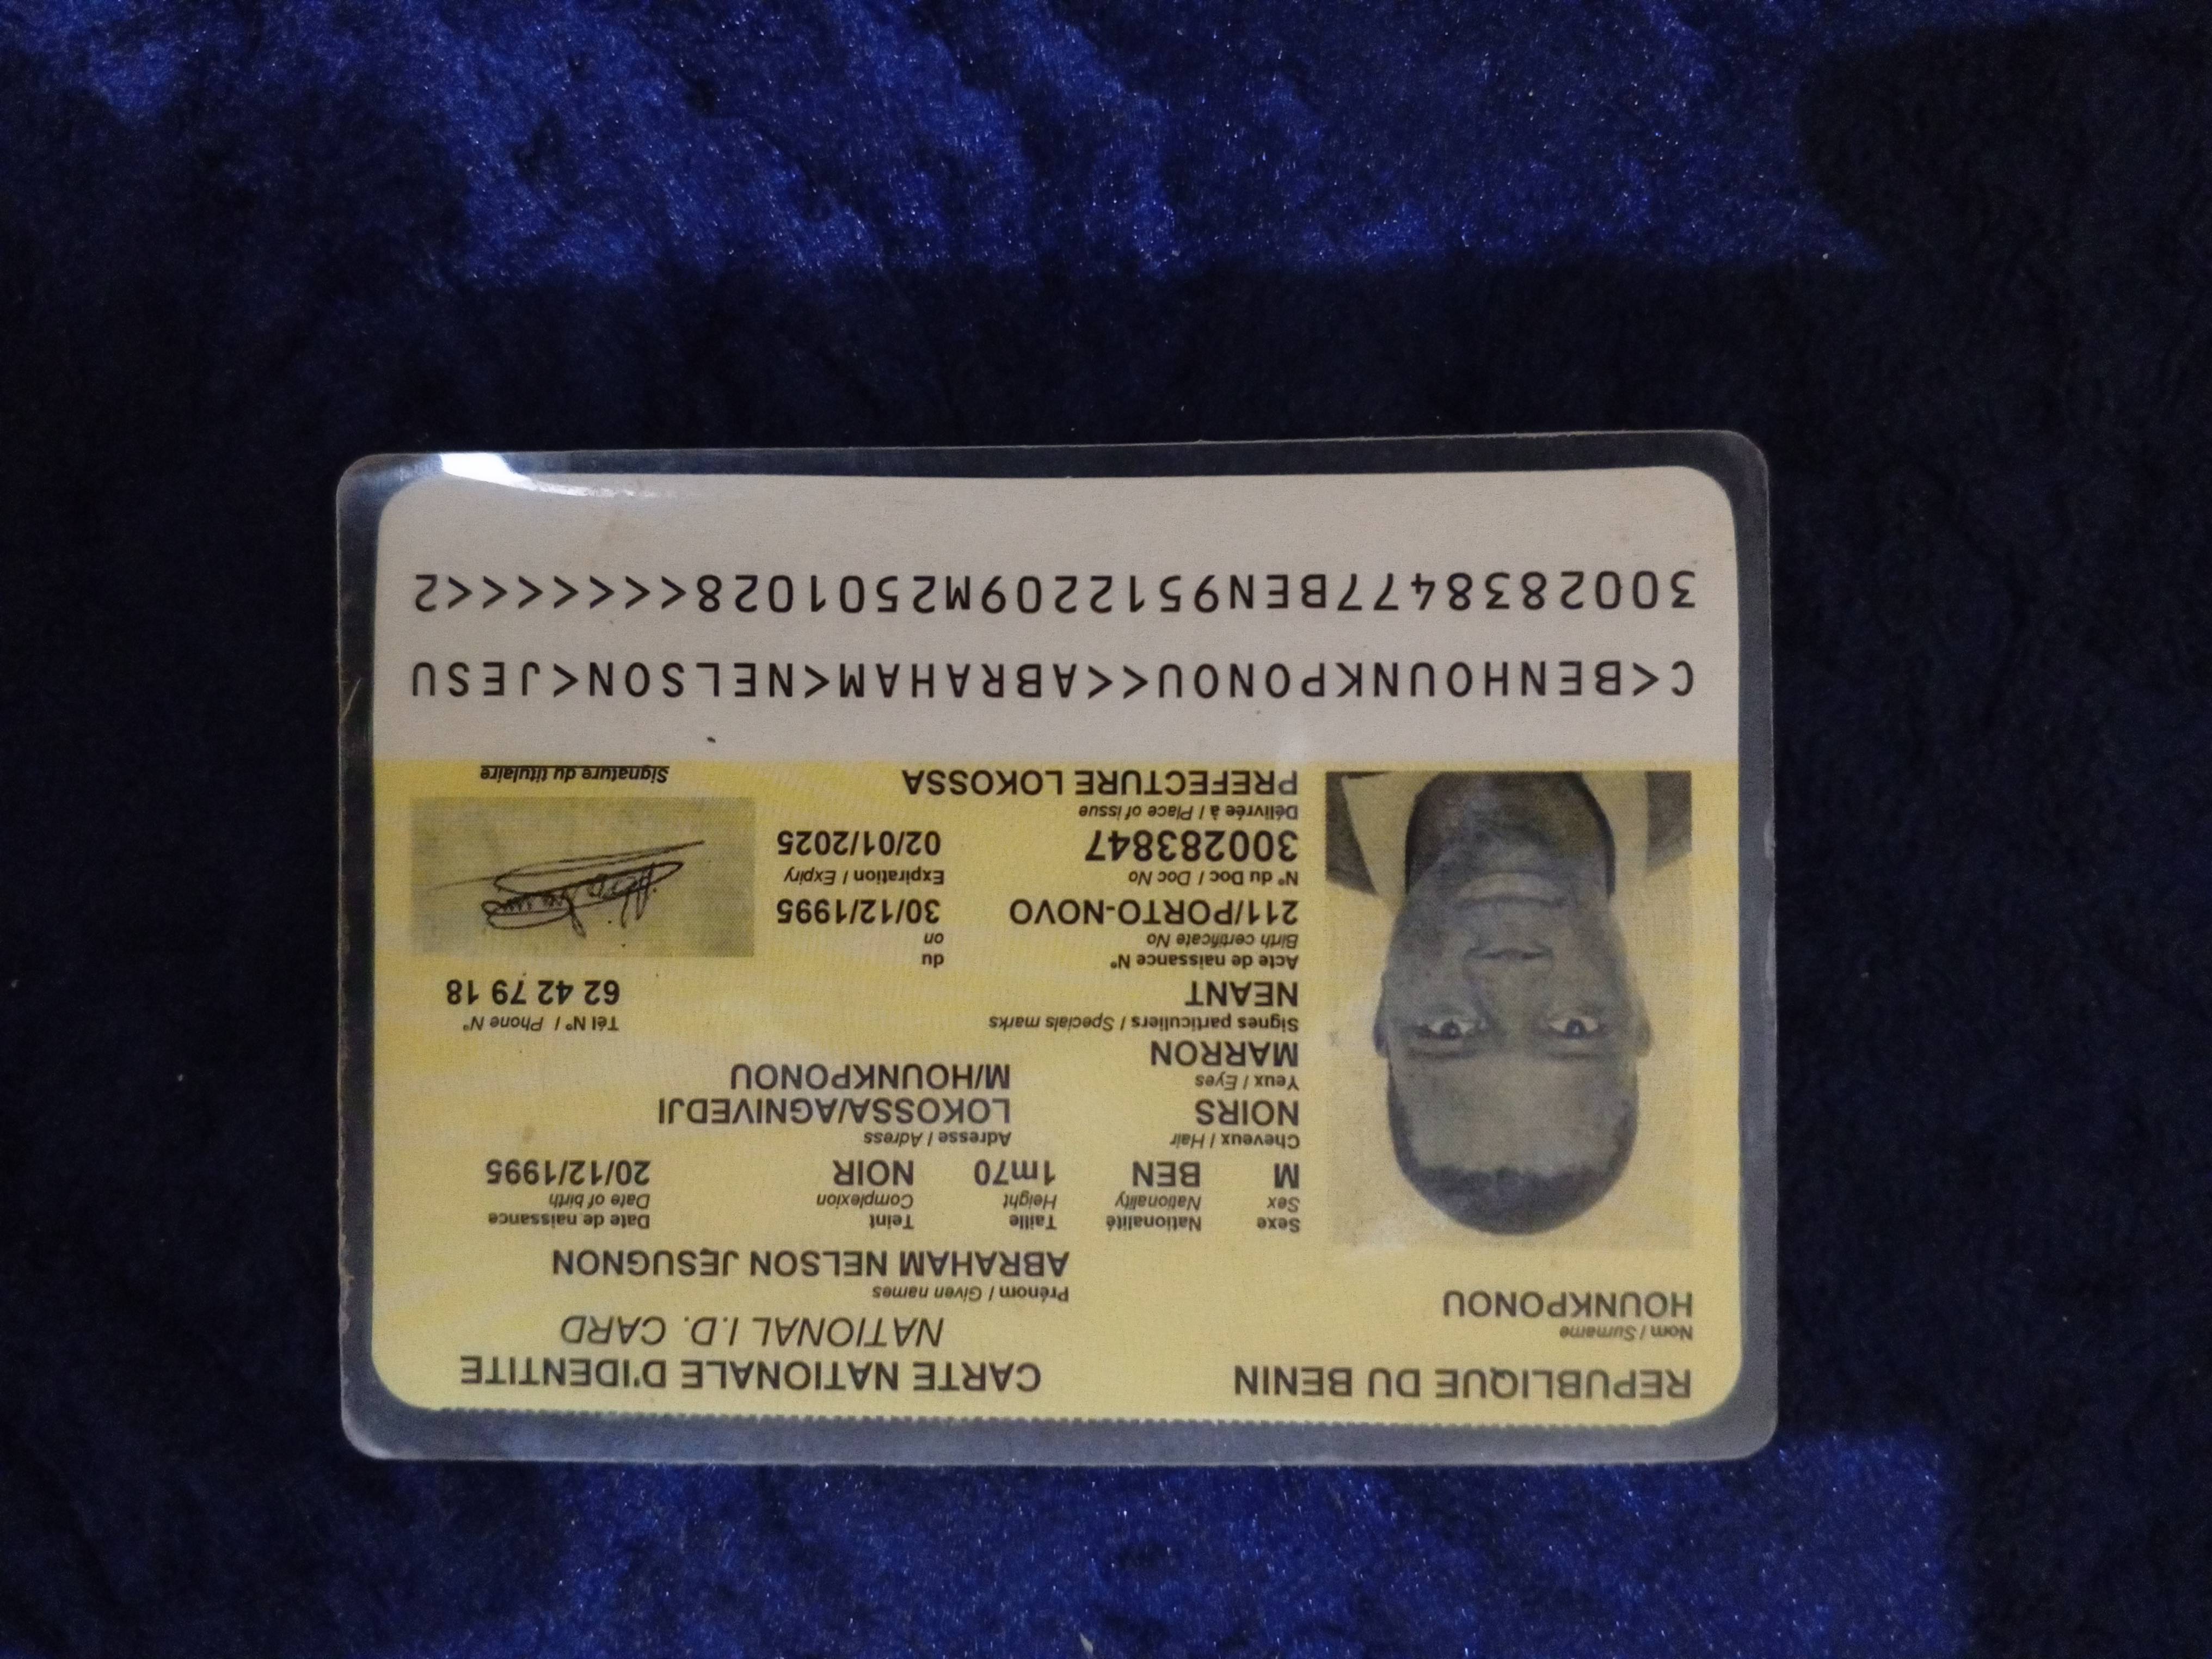 REPUBLIQUE DU BENIN
CARTE NATIONALE D'IDENTITE
NATIONAL I.D. CARD
Nom / Surname
HOUNKPONOU
Prénom / Given names
ABRAHAM NELSON JESUGNON
Sexe Nationalité Taille Teint Date de naissance
Sex Nationality Height Complexion Date of birth
M BEN 1m70 NOIR 20/12/1995
Cheveux / Hair Adresse / Adress
NOIRS LOKOSSA/AGNIVEDJI
M/HOUNKPONOU
Yeux / Eyes
MARRON
Signes particuliers / Specials marks Tél N° / Phone N°
NEANT 62 42 79 18
Acte de naissance N° du
Birth certificate No on
211/PORTO-NOVO 30/12/1995
N° du Doc / Doc No Expiration / Expiry
300283847 02/01/2025
Délivrée à / Place of issue
PREFECTURE LOKOSSA
Signature du titulaire
C<BENHOUNKPONOU<<ABRAHAM<NELSON<JESU
3002838477BEN9512209M2501028<<<<<<<2